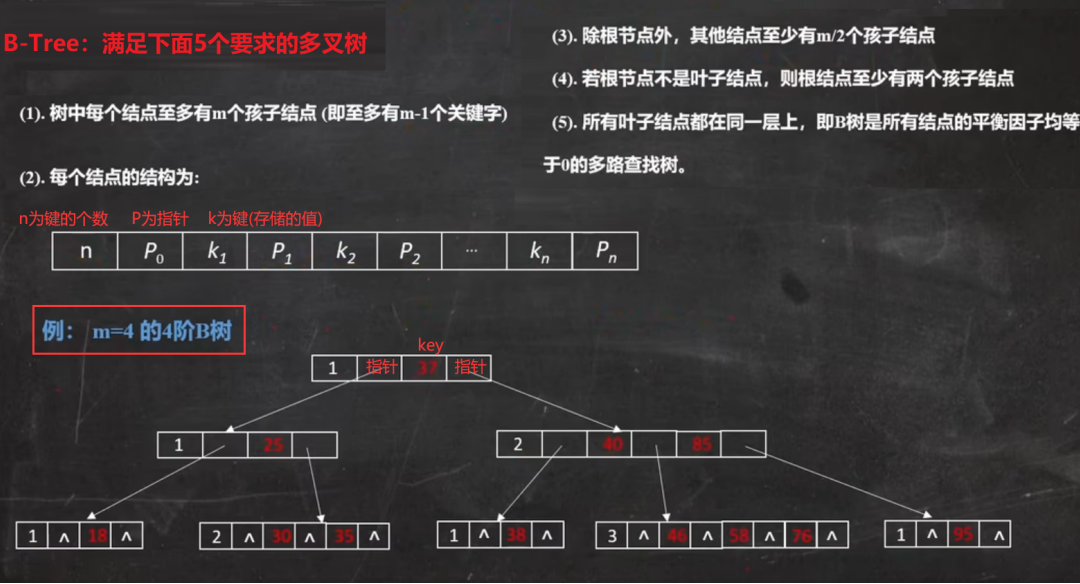 B-Tree：满足下面5个要求的多叉树
(1). 树中每个结点至多有m个孩子结点 (即至多有m-1个关键字)
(2). 每个结点的结构为:
(3). 除根节点外，其他结点至少有m/2个孩子结点
(4). 若根节点不是叶子结点，则根结点至少有两个孩子结点
(5). 所有叶子结点都在同一层上，即B树是所有结点的平衡因子均等
于0的多路查找树。
n为键的个数 P为指针 k为键(存储的值)
n P0 k1 P1 k2 P2 ... kn Pn
例： m=4 的4阶B树
key
1 指针 37 指针
1 25
2 40 85
1 ∧ 18 ∧
2 ∧ 30 ∧ 35 ∧
1 ∧ 38 ∧
3 ∧ 46 ∧ 58 ∧ 76 ∧
1 ∧ 95 ∧